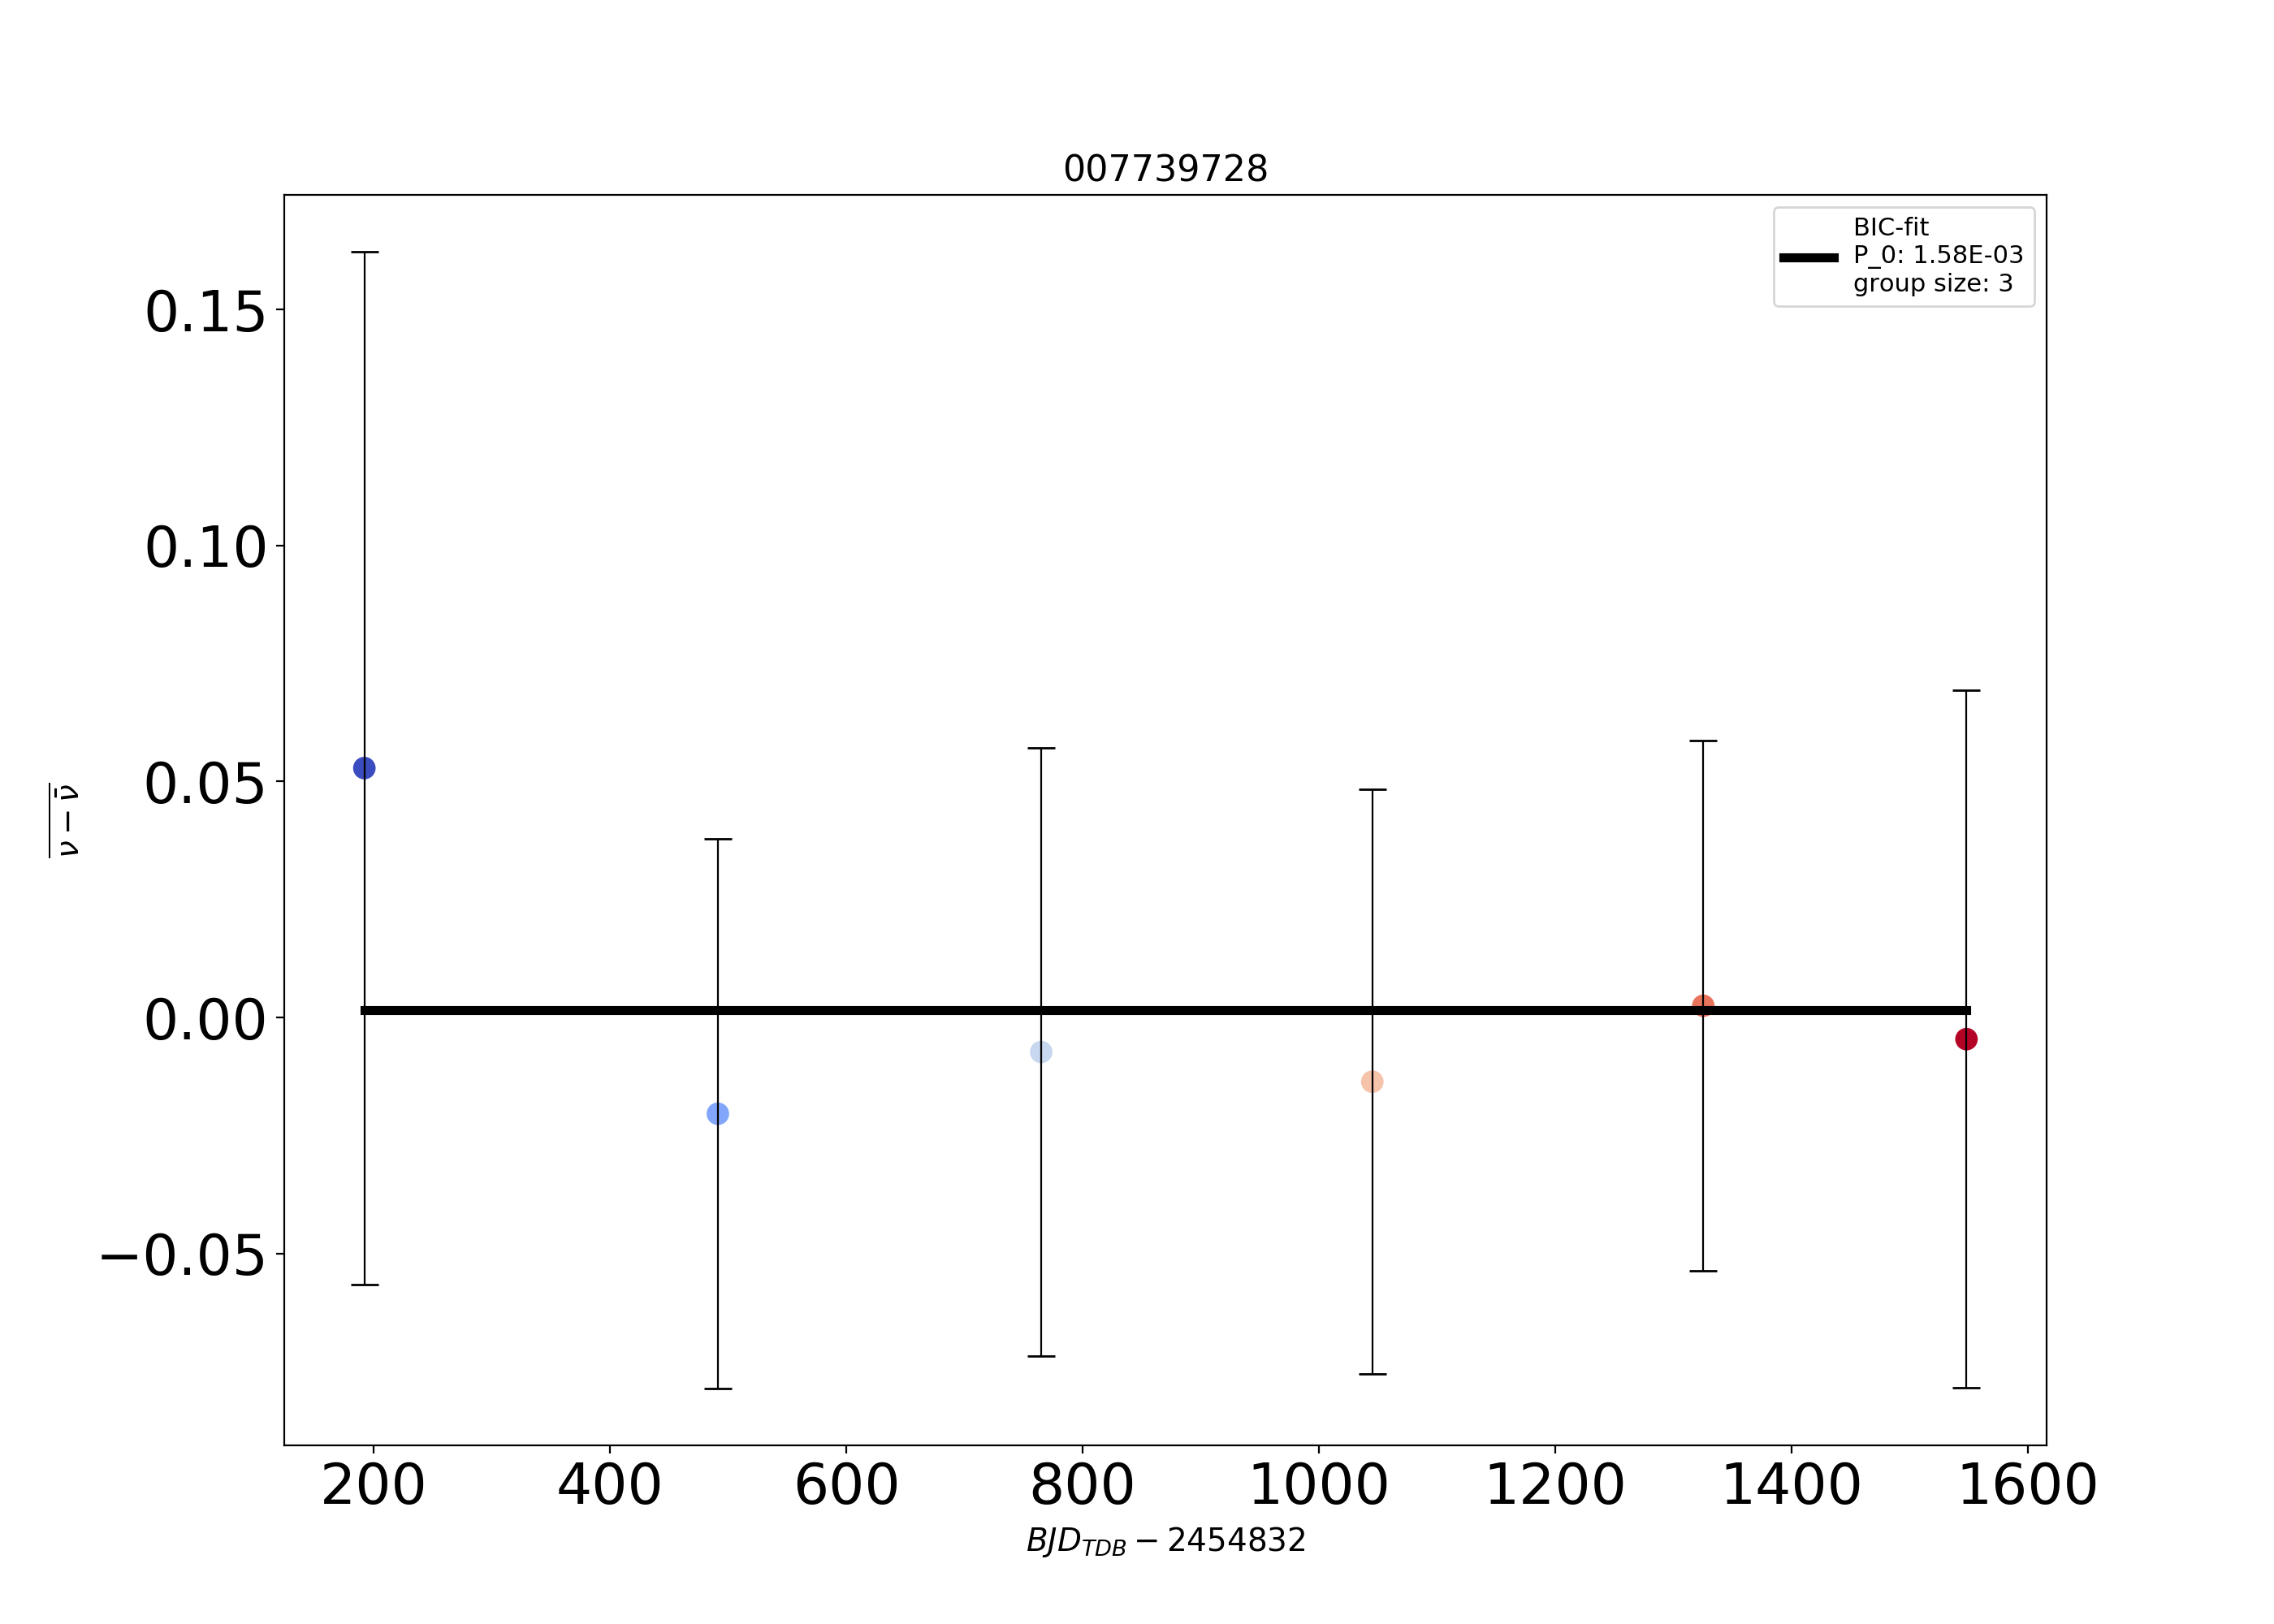 007739728
BIC-fit
P_0: 1.58E-03
group size: 3
0.15
0.10
0.05
0.00
−0.05
ν − ν̄
200 400 600 800 1000 1200 1400 1600
BJD_TDB − 2454832